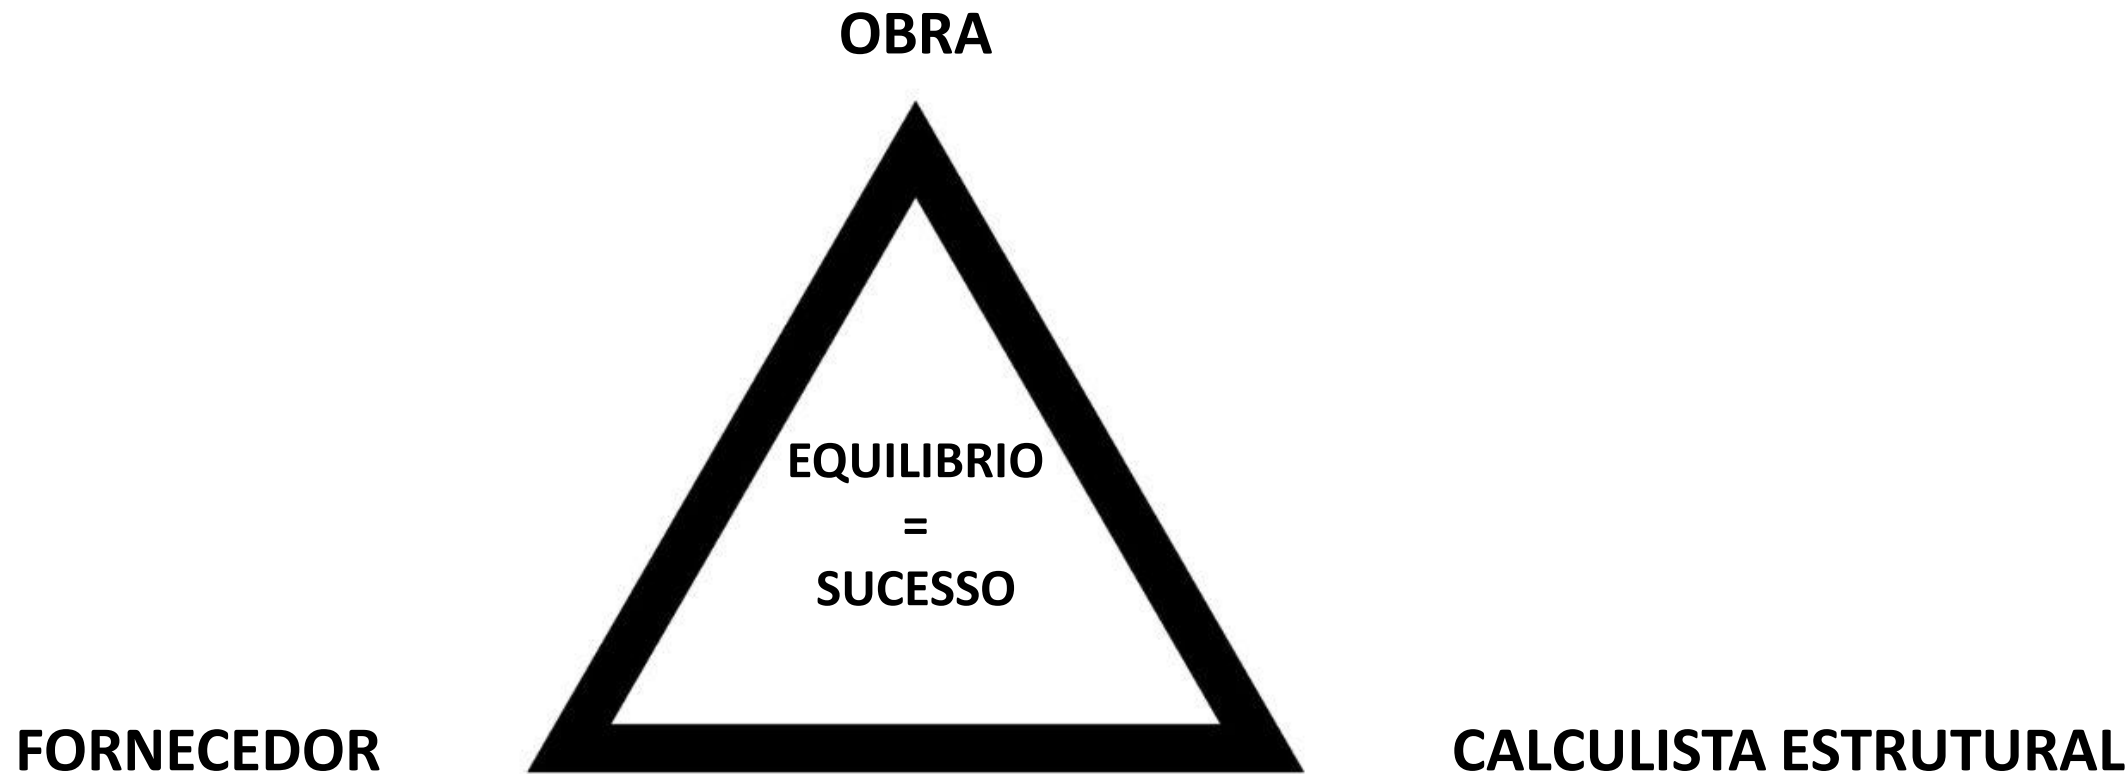 OBRA
EQUILIBRIO
=
SUCESSO
FORNECEDOR
CALCULISTA ESTRUTURAL